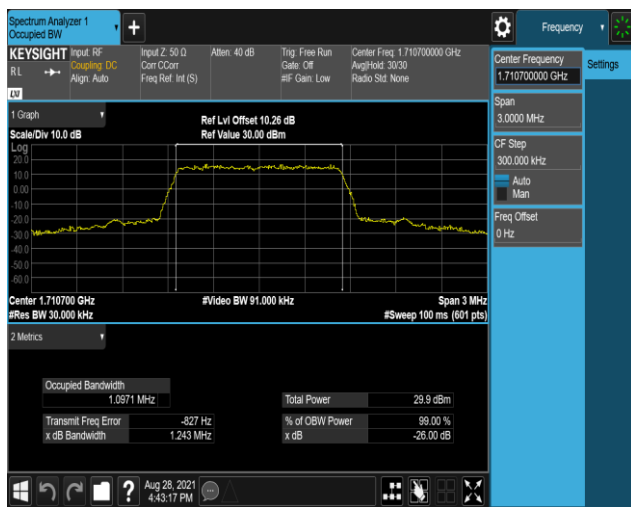 Spectrum Analyzer 1
Occupied BW
+
Frequency
KEYSIGHT
RL
LXI
Input: RF
Coupling: DC
Align: Auto
Input Z: 50 Ω
Corr CCorr
Freq Ref: Int (S)
Atten: 40 dB
Trig: Free Run
Gate: Off
#IF Gain: Low
Center Freq: 1.710700000 GHz
Avg|Hold: 30/30
Radio Std: None
Center Frequency
1.710700000 GHz
Settings
Span
3.0000 MHz
CF Step
300.000 kHz
Auto
Man
Freq Offset
0 Hz
1 Graph
Scale/Div 10.0 dB
Ref Lvl Offset 10.26 dB
Ref Value 30.00 dBm
Log
20.0
10.0
0.00
-10.0
-20.0
-30.0
-40.0
-50.0
-60.0
Center 1.710700 GHz
#Video BW 91.000 kHz
Span 3 MHz
#Res BW 30.000 kHz
#Sweep 100 ms (601 pts)
2 Metrics
Occupied Bandwidth
1.0971 MHz
Total Power 29.9 dBm
Transmit Freq Error -827 Hz
% of OBW Power 99.00 %
x dB Bandwidth 1.243 MHz
x dB -26.00 dB
?
Aug 28, 2021
4:43:17 PM